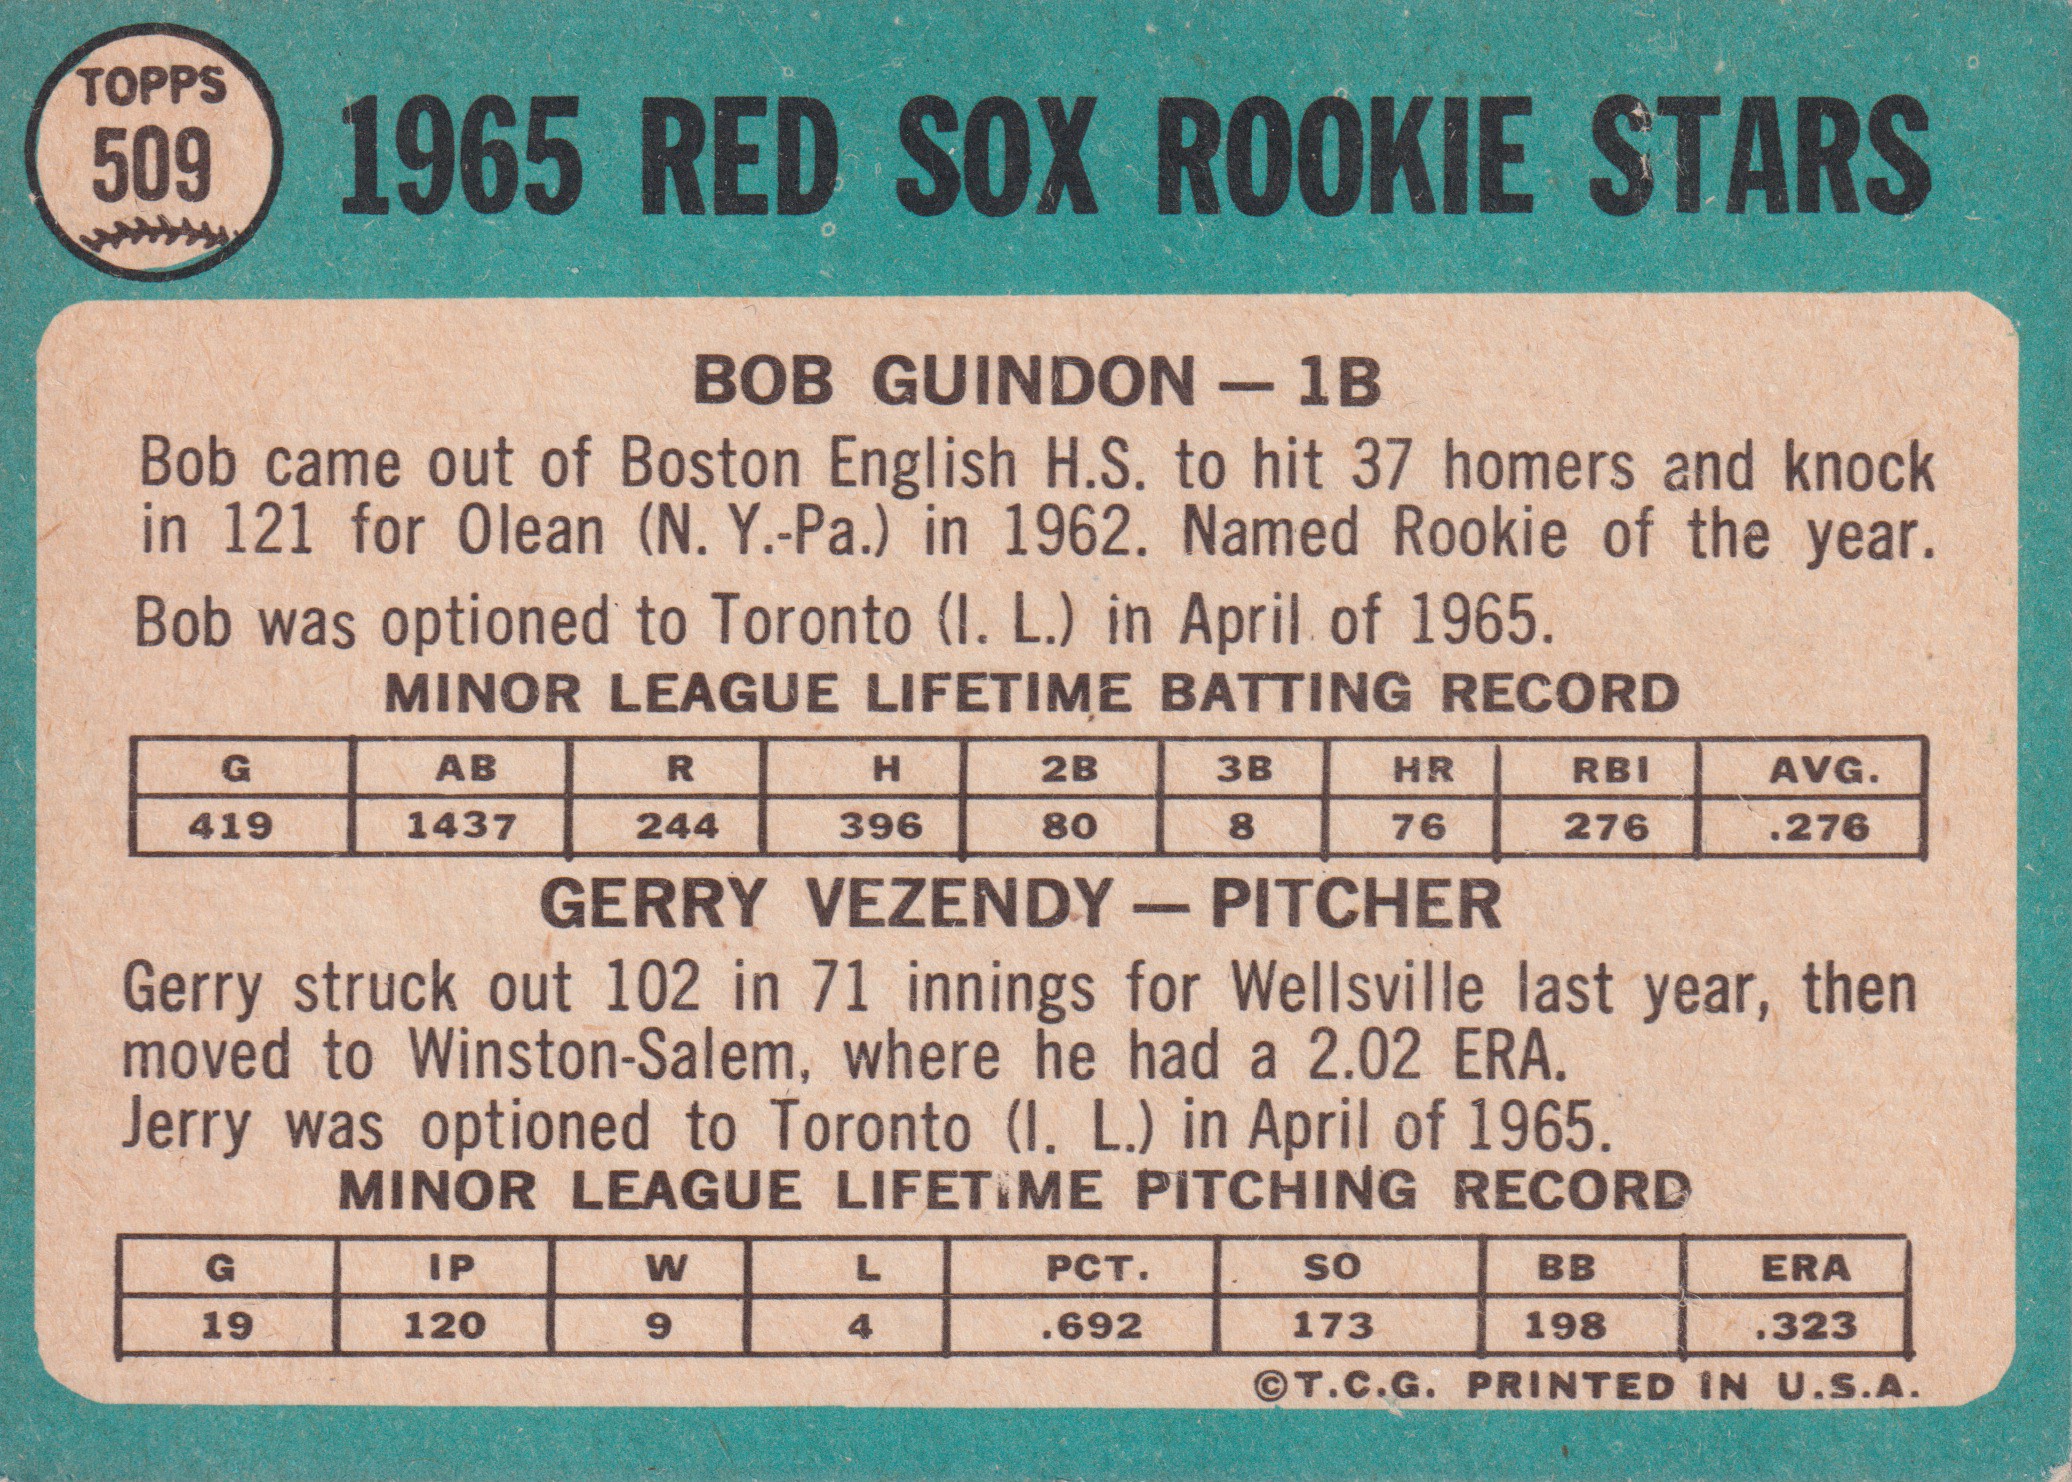 TOPPS
509
1965 RED SOX ROOKIE STARS
BOB GUINDON — 1B
Bob came out of Boston English H.S. to hit 37 homers and knock
in 121 for Olean (N. Y.-Pa.) in 1962. Named Rookie of the year.
Bob was optioned to Toronto (I. L.) in April of 1965.
MINOR LEAGUE LIFETIME BATTING RECORD
G AB R H 2B 3B HR RBI AVG.
419 1437 244 396 80 8 76 276 .276
GERRY VEZENDY — PITCHER
Gerry struck out 102 in 71 innings for Wellsville last year, then
moved to Winston-Salem, where he had a 2.02 ERA.
Jerry was optioned to Toronto (I. L.) in April of 1965.
MINOR LEAGUE LIFETIME PITCHING RECORD
G IP W L PCT. SO BB ERA
19 120 9 4 .692 173 198 .323
©T.C.G. PRINTED IN U.S.A.